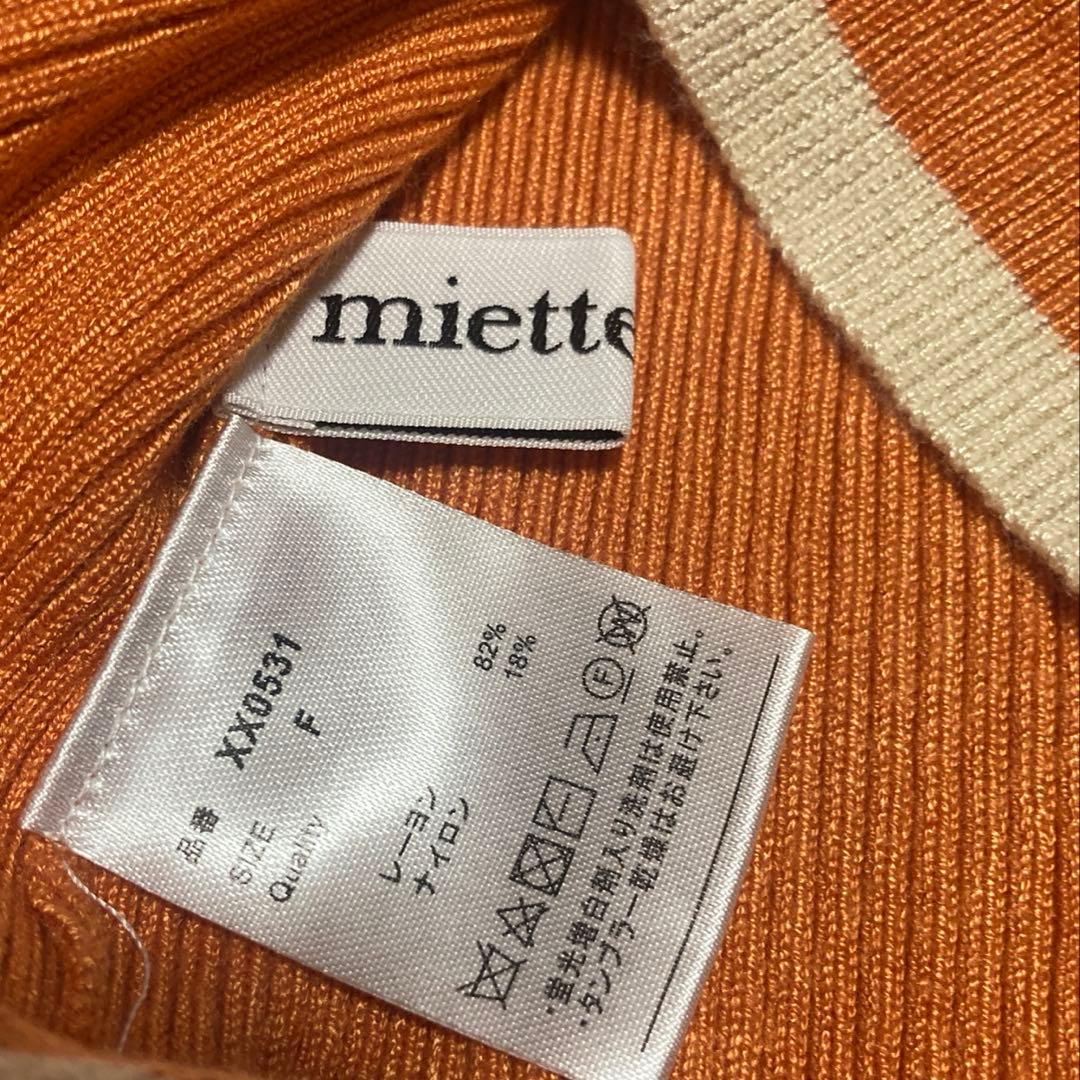 miette
品番 XX0531
SIZE F
Quality
レーヨン 82%
ナイロン 18%
F W
・蛍光増白剤入り洗剤は使用禁止。
・タンブラー乾燥はお避け下さい。